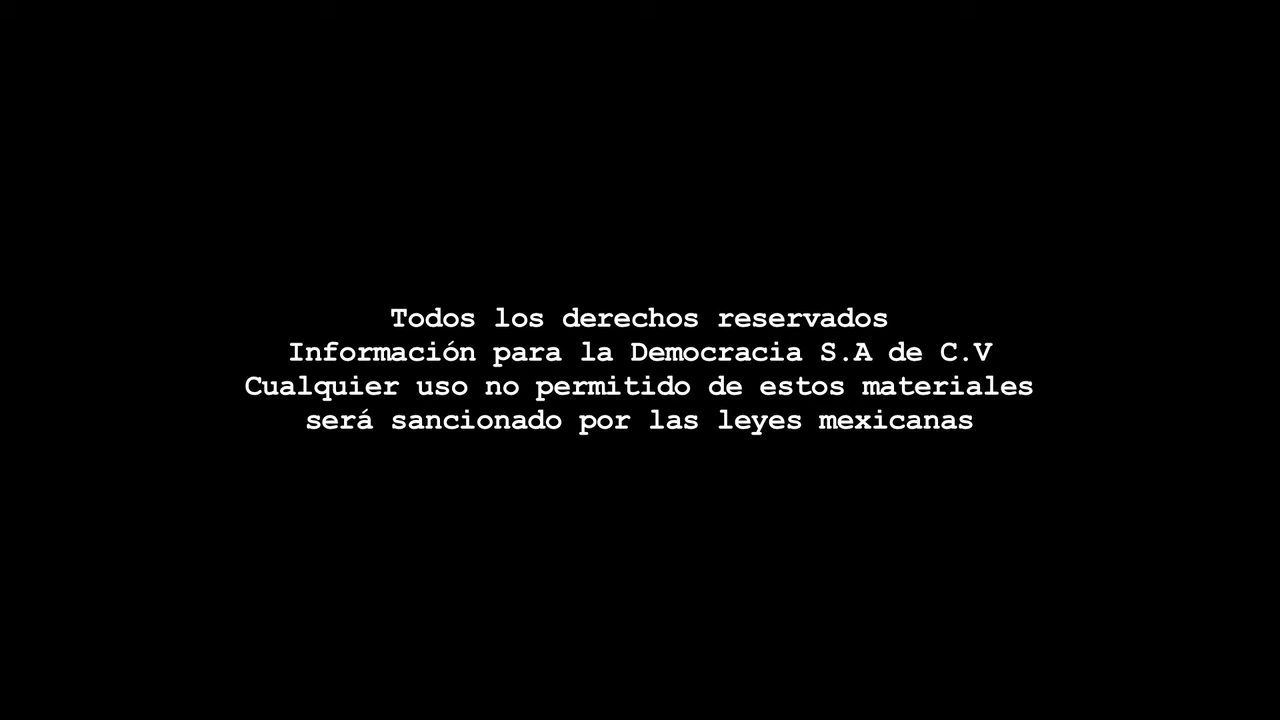 Todos los derechos reservados
Información para la Democracia S.A de C.V
Cualquier uso no permitido de estos materiales
será sancionado por las leyes mexicanas